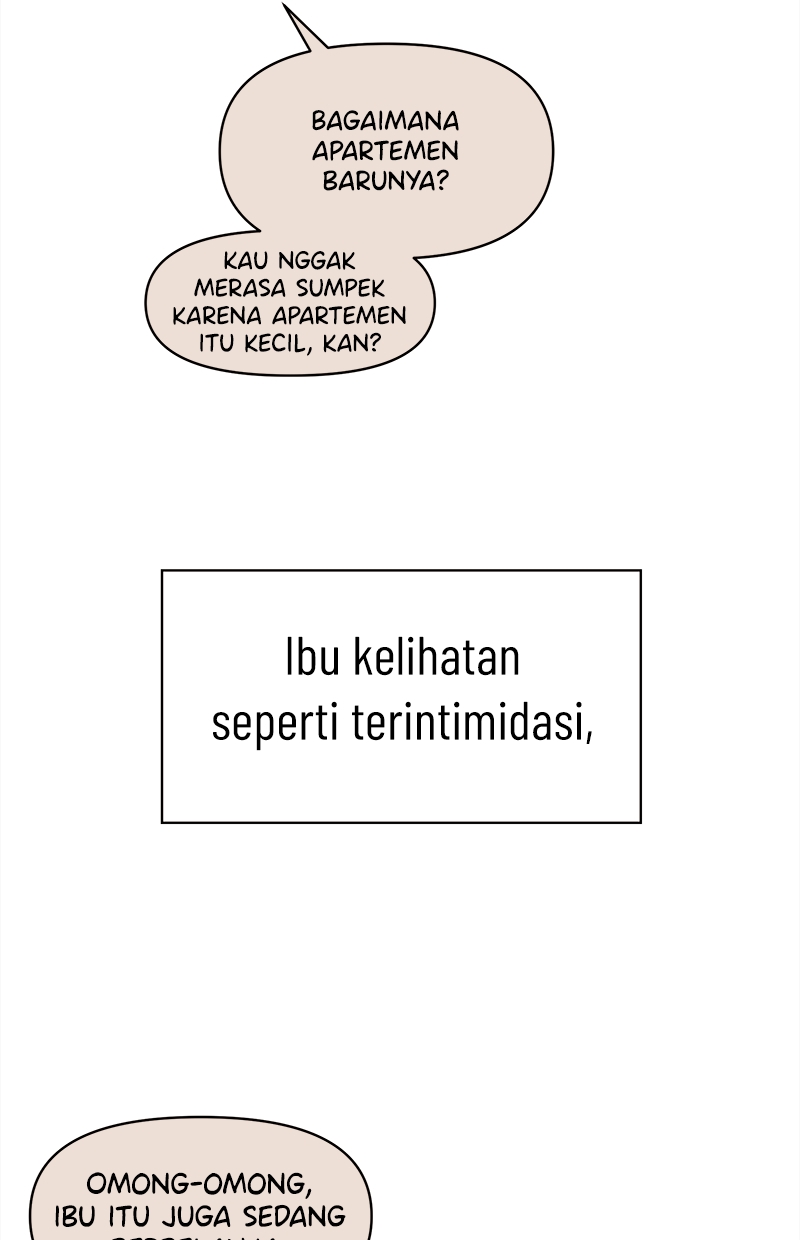 BAGAIMANA
APARTEMEN
BARUNYA?
KAU NGGAK
MERASA SUMPEK
KARENA APARTEMEN
ITU KECIL, KAN?
Ibu kelihatan
seperti terintimidasi,
OMONG-OMONG,
IBU ITU JUGA SEDANG